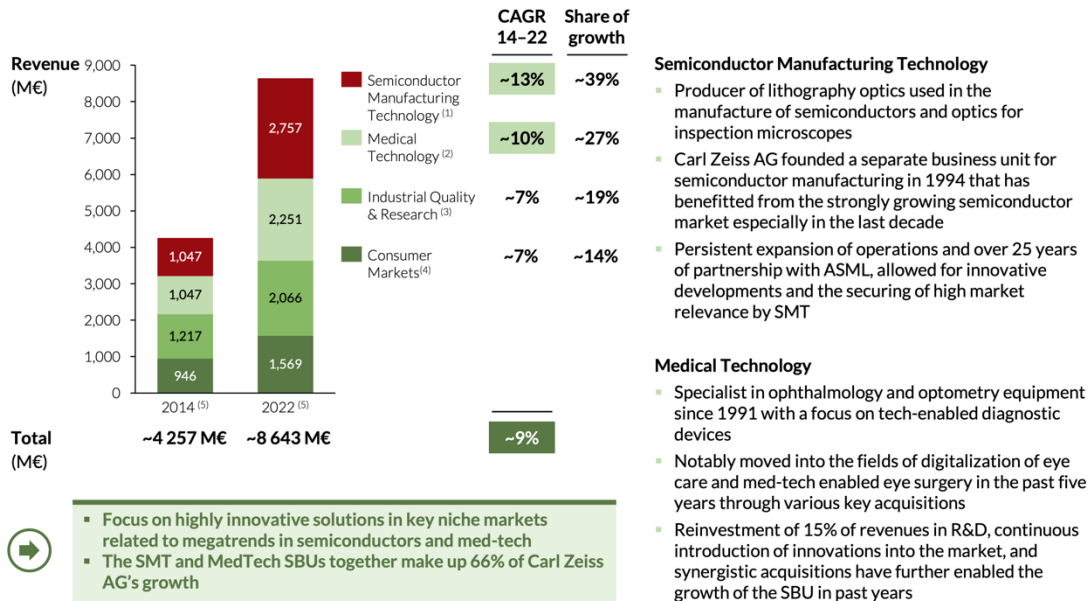 CAGR Share of
14–22 growth
Revenue
(M€)
9,000
8,000
7,000
6,000
5,000
4,000
3,000
2,000
1,000
0
1,047
1,047
1,217
946
2014 (5)
2,757
2,251
2,066
1,569
2022 (5)
Semiconductor
Manufacturing
Technology (1)
~13% ~39%
Medical
Technology (2)
~10% ~27%
Industrial Quality
& Research (3)
~7% ~19%
Consumer
Markets(4)
~7% ~14%
Total
(M€)
~4 257 M€ ~8 643 M€ ~9%
▪ Focus on highly innovative solutions in key niche markets
related to megatrends in semiconductors and med-tech
▪ The SMT and MedTech SBUs together make up 66% of Carl Zeiss
AG’s growth
Semiconductor Manufacturing Technology
▪ Producer of lithography optics used in the
manufacture of semiconductors and optics for
inspection microscopes
▪ Carl Zeiss AG founded a separate business unit for
semiconductor manufacturing in 1994 that has
benefitted from the strongly growing semiconductor
market especially in the last decade
▪ Persistent expansion of operations and over 25 years
of partnership with ASML, allowed for innovative
developments and the securing of high market
relevance by SMT
Medical Technology
▪ Specialist in ophthalmology and optometry equipment
since 1991 with a focus on tech-enabled diagnostic
devices
▪ Notably moved into the fields of digitalization of eye
care and med-tech enabled eye surgery in the past five
years through various key acquisitions
▪ Reinvestment of 15% of revenues in R&D, continuous
introduction of innovations into the market, and
synergistic acquisitions have further enabled the
growth of the SBU in past years